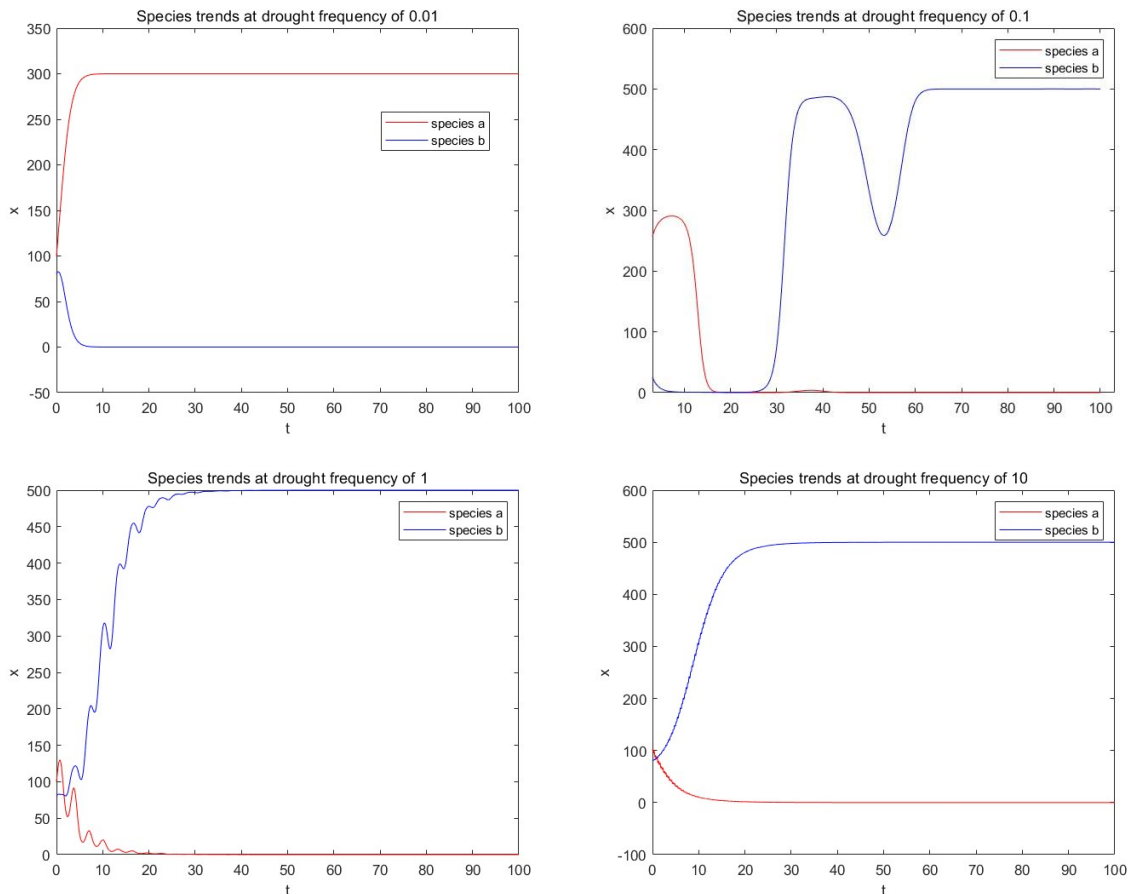 Species trends at drought frequency of 0.01
350
300
250
200
150
100
50
0
-50
x
0 10 20 30 40 50 60 70 80 90 100
t
species a
species b
Species trends at drought frequency of 0.1
600
500
400
300
200
100
0
x
10 20 30 40 50 60 70 80 90 100
t
species a
species b
Species trends at drought frequency of 1
500
450
400
350
300
250
200
150
100
50
0
x
0 10 20 30 40 50 60 70 80 90 100
t
species a
species b
Species trends at drought frequency of 10
600
500
400
300
200
100
0
-100
x
0 10 20 30 40 50 60 70 80 90 100
t
species a
species b